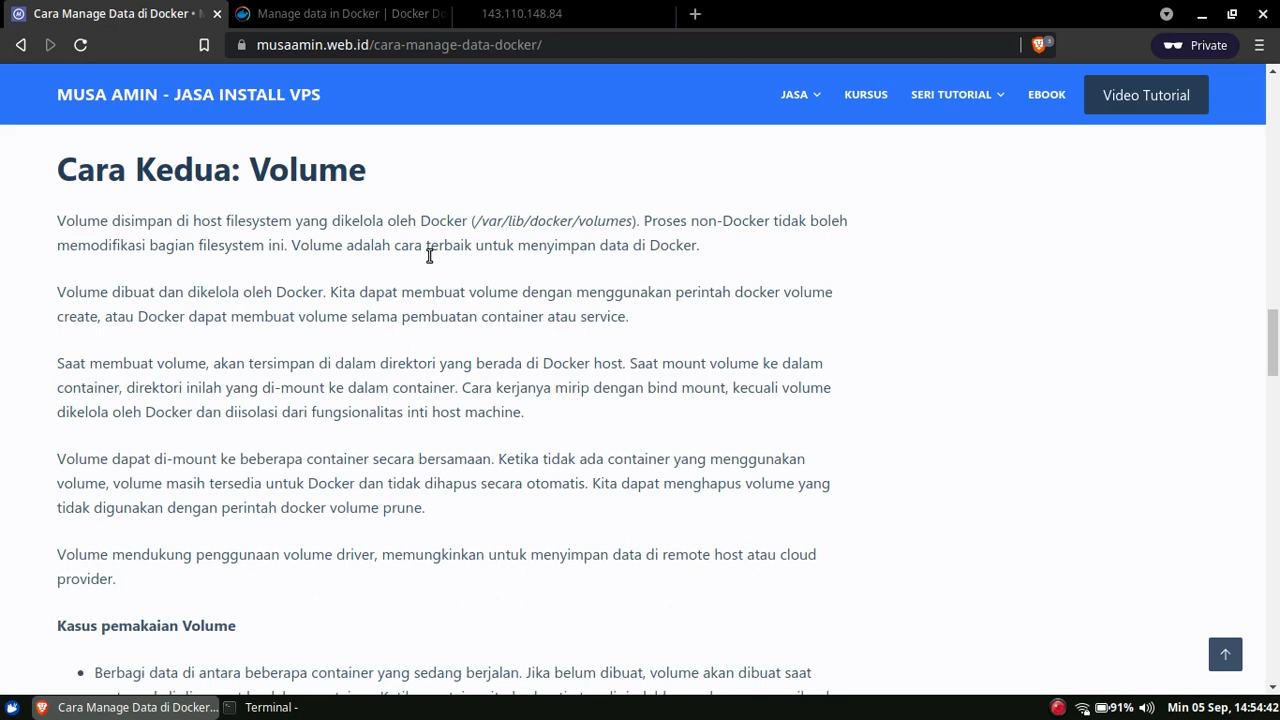 Cara Manage Data di Docker • M
Manage data in Docker | Docker Do
143.110.148.84
musaamin.web.id/cara-manage-data-docker/
3
Private
MUSA AMIN - JASA INSTALL VPS
JASA
KURSUS
SERI TUTORIAL
EBOOK
Video Tutorial
Cara Kedua: Volume
Volume disimpan di host filesystem yang dikelola oleh Docker (/var/lib/docker/volumes). Proses non-Docker tidak boleh
memodifikasi bagian filesystem ini. Volume adalah cara terbaik untuk menyimpan data di Docker.
Volume dibuat dan dikelola oleh Docker. Kita dapat membuat volume dengan menggunakan perintah docker volume
create, atau Docker dapat membuat volume selama pembuatan container atau service.
Saat membuat volume, akan tersimpan di dalam direktori yang berada di Docker host. Saat mount volume ke dalam
container, direktori inilah yang di-mount ke dalam container. Cara kerjanya mirip dengan bind mount, kecuali volume
dikelola oleh Docker dan diisolasi dari fungsionalitas inti host machine.
Volume dapat di-mount ke beberapa container secara bersamaan. Ketika tidak ada container yang menggunakan
volume, volume masih tersedia untuk Docker dan tidak dihapus secara otomatis. Kita dapat menghapus volume yang
tidak digunakan dengan perintah docker volume prune.
Volume mendukung penggunaan volume driver, memungkinkan untuk menyimpan data di remote host atau cloud
provider.
Kasus pemakaian Volume
• Berbagi data di antara beberapa container yang sedang berjalan. Jika belum dibuat, volume akan dibuat saat
Cara Manage Data di Docker...
Terminal -
91%
Min 05 Sep, 14:54:42